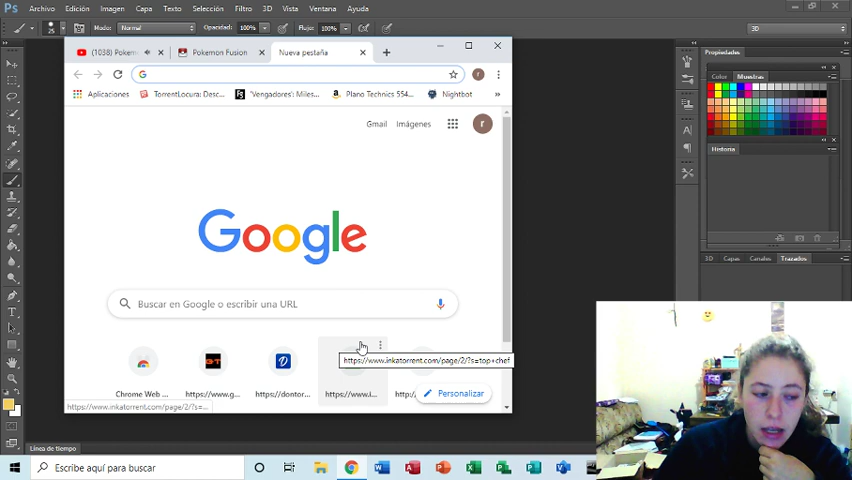 Ps Archivo Edición Imagen Capa Texto Selección Filtro 3D Vista Ventana Ayuda
25 Modo: Normal Opacidad: 100% Flujo: 100% 3D
(1038) Pokem Pokemon Fusion Nueva pestaña
Propiedades
G r
Color Muestras
Aplicaciones TorrentLocura: Desc... 'Vengadores': Miles... Plano Technics 554... Nightbot »
Gmail Imágenes r
Historia
Google
3D Capas Canales Trazados
Buscar en Google o escribir una URL
https://www.inkatorrent.com/page/2/?s=top+chef
Chrome Web ... https://www.g... https://dontor... https://www.i... http:/ Personalizar
https://www.inkatorrent.com/page/2/?s=...
Línea de tiempo
Escribe aquí para buscar